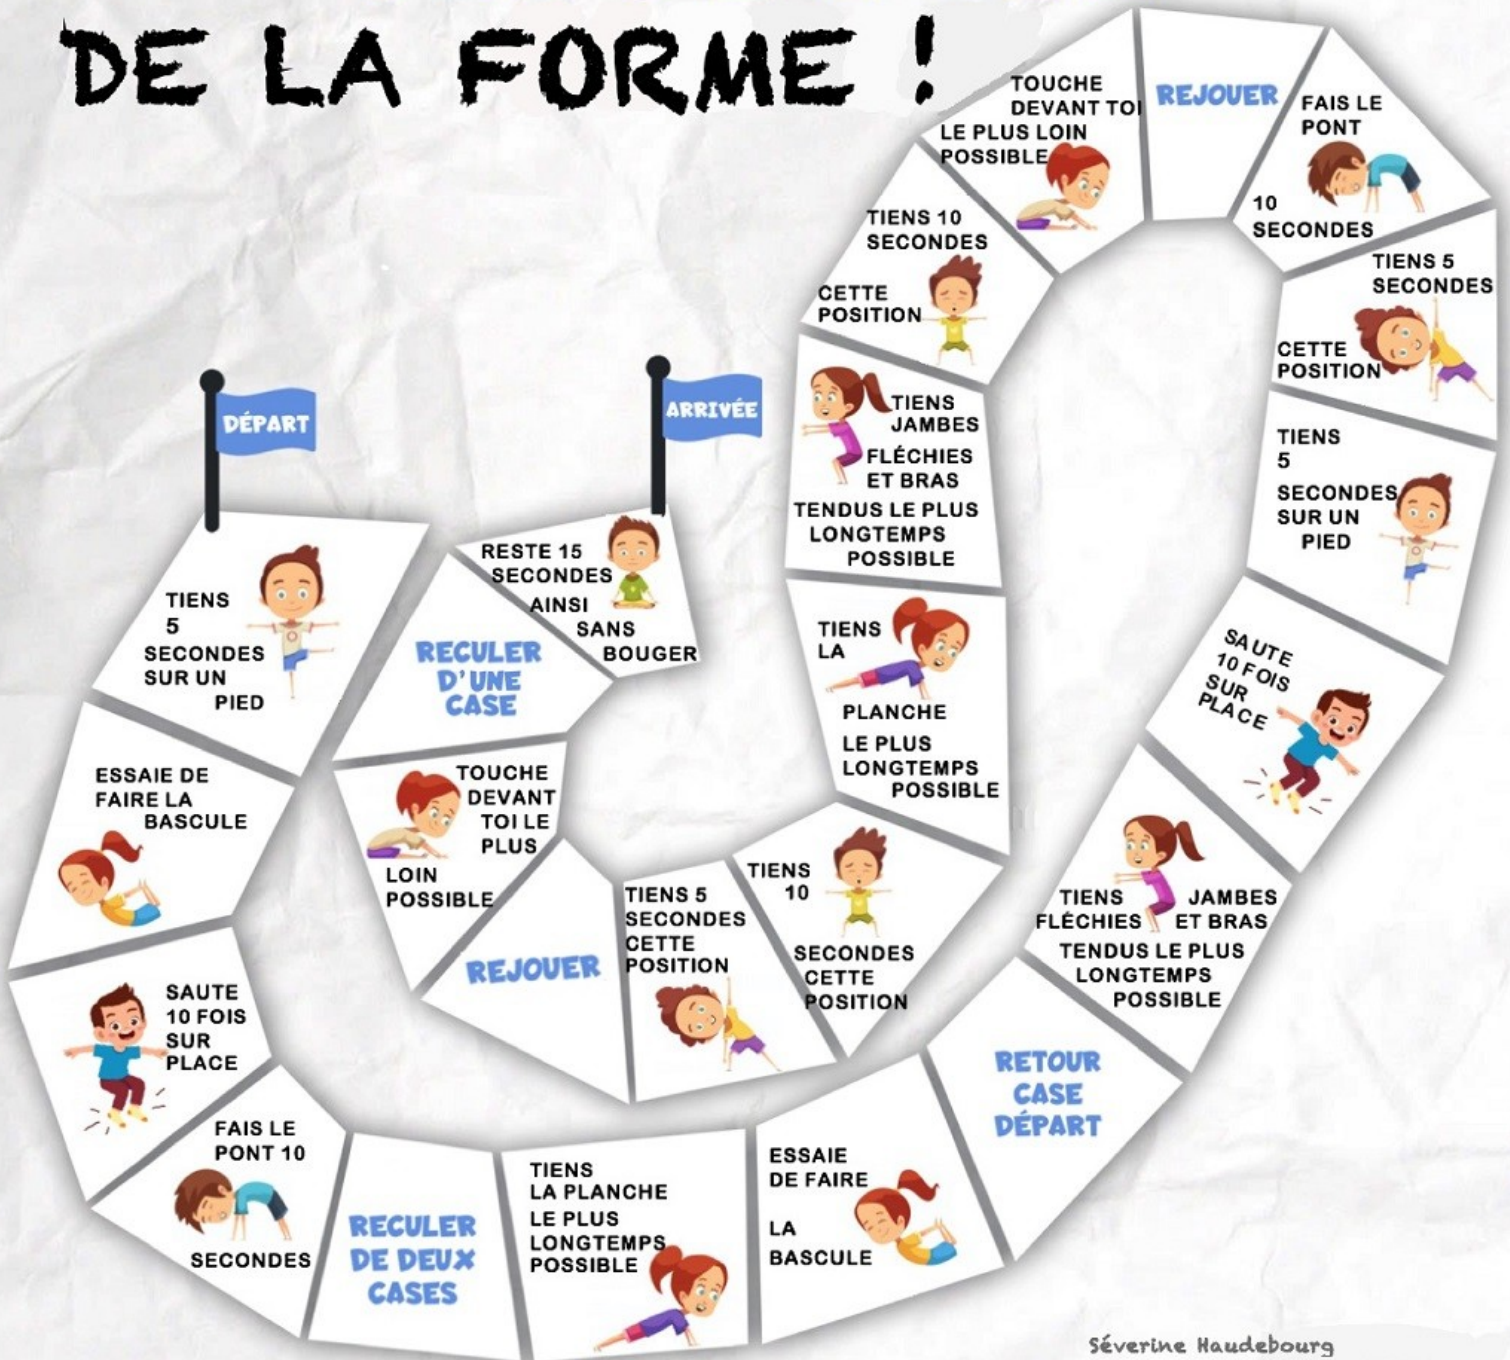 DE LA FORME !
DÉPART
TIENS
5
SECONDES
SUR UN
PIED
ESSAIE DE
FAIRE LA
BASCULE
SAUTE
10 FOIS
SUR
PLACE
FAIS LE
PONT 10
SECONDES
RECULER
DE DEUX
CASES
TIENS
LA PLANCHE
LE PLUS
LONGTEMPS
POSSIBLE
ESSAIE
DE FAIRE
LA
BASCULE
RETOUR
CASE
DÉPART
TIENS JAMBES
FLÉCHIES ET BRAS
TENDUS LE PLUS
LONGTEMPS
POSSIBLE
SAUTE
10 FOIS
SUR
PLACE
TIENS
5
SECONDES
SUR UN
PIED
TIENS 5
SECONDES
CETTE
POSITION
FAIS LE
PONT
10
SECONDES
REJOUER
TOUCHE
DEVANT TOI
LE PLUS LOIN
POSSIBLE
TIENS 10
SECONDES
CETTE
POSITION
TIENS
JAMBES
FLÉCHIES
ET BRAS
TENDUS LE PLUS
LONGTEMPS
POSSIBLE
TIENS
LA
PLANCHE
LE PLUS
LONGTEMPS
POSSIBLE
TIENS
10
SECONDES
CETTE
POSITION
TIENS 5
SECONDES
CETTE
POSITION
REJOUER
TOUCHE
DEVANT
TOI LE
PLUS
LOIN
POSSIBLE
RECULER
D'UNE
CASE
RESTE 15
SECONDES
AINSI
SANS
BOUGER
ARRIVÉE
Séverine Haudebourg